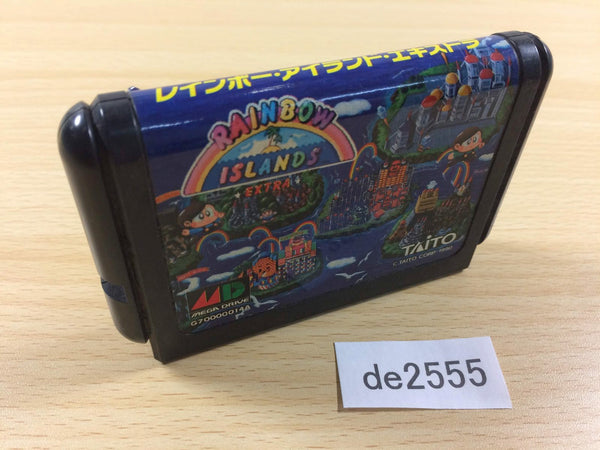 レインボー・アイランド・エキストラ
RAINBOW
ISLANDS
EXTRA
TAITO
C. TAITO CORP. 1990
MEGA DRIVE
G700000144
de2555